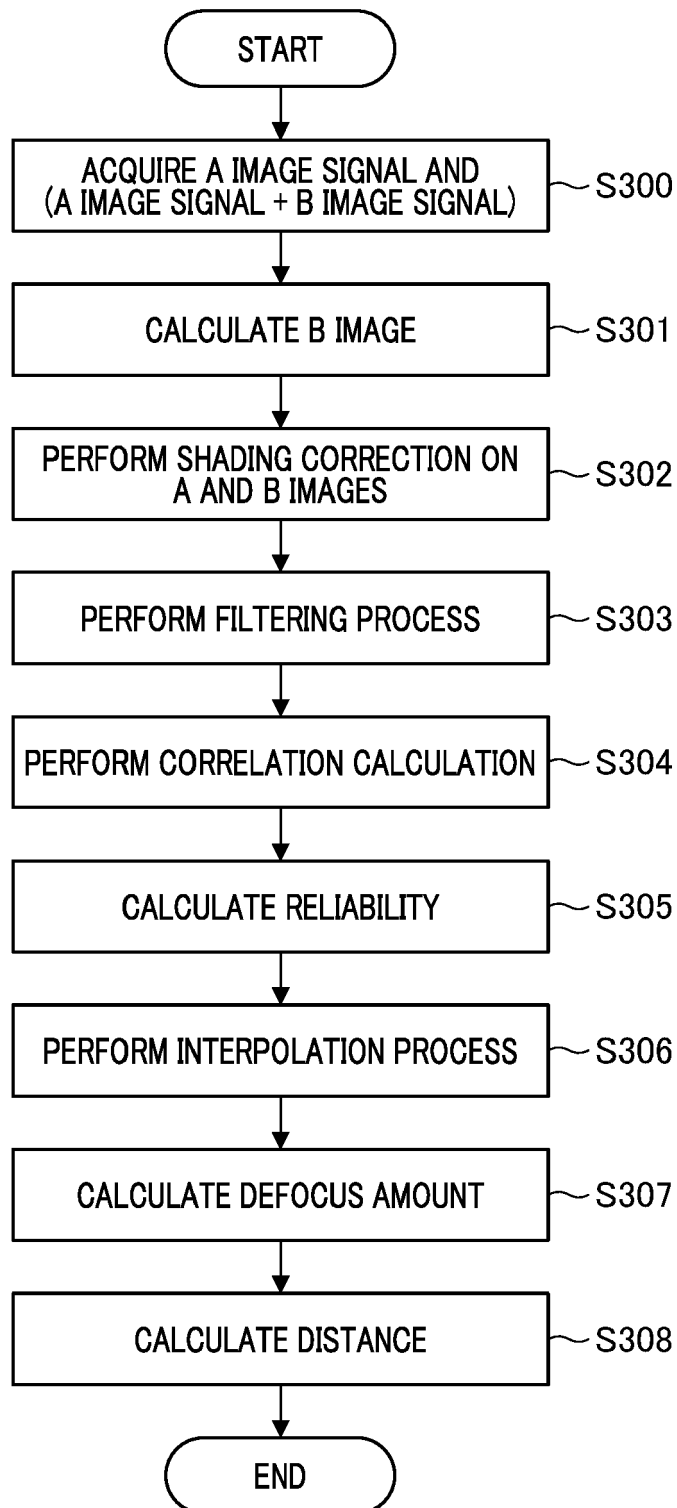 START
ACQUIRE A IMAGE SIGNAL AND
(A IMAGE SIGNAL + B IMAGE SIGNAL)
S300
CALCULATE B IMAGE
S301
PERFORM SHADING CORRECTION ON
A AND B IMAGES
S302
PERFORM FILTERING PROCESS
S303
PERFORM CORRELATION CALCULATION
S304
CALCULATE RELIABILITY
S305
PERFORM INTERPOLATION PROCESS
S306
CALCULATE DEFOCUS AMOUNT
S307
CALCULATE DISTANCE
S308
END